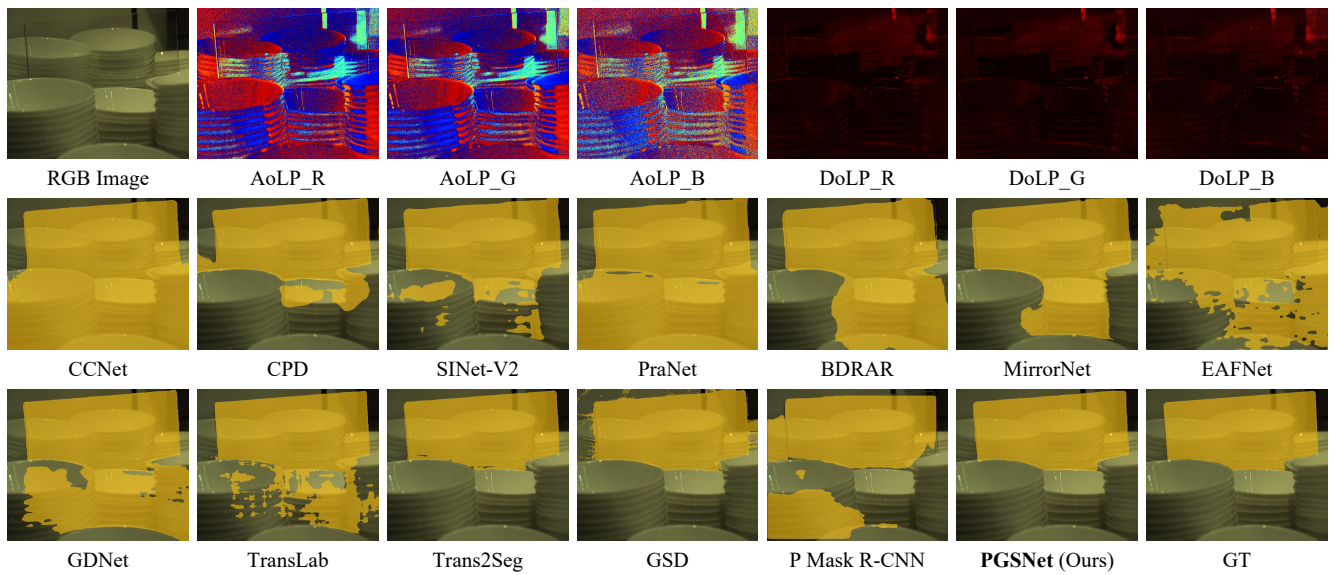 RGB Image AoLP_R AoLP_G AoLP_B DoLP_R DoLP_G DoLP_B
CCNet CPD SINet-V2 PraNet BDRAR MirrorNet EAFNet
GDNet TransLab Trans2Seg GSD P Mask R-CNN PGSNet (Ours) GT